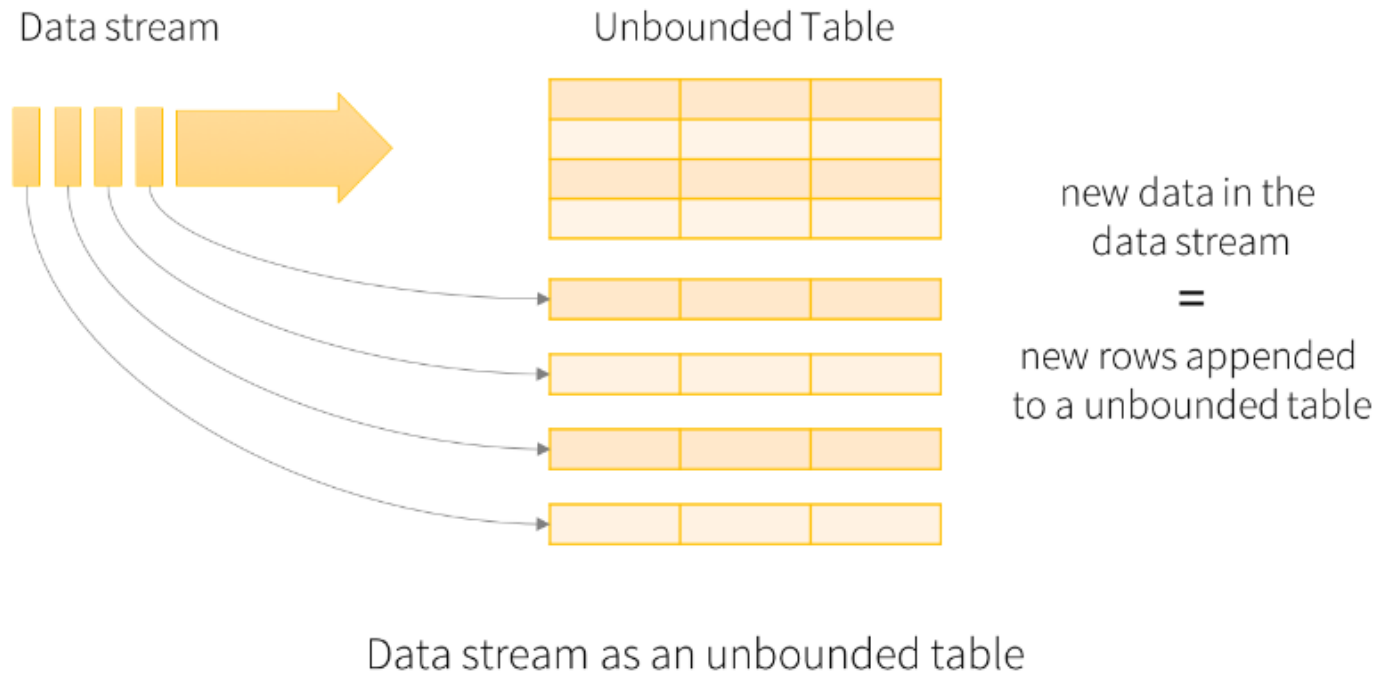 Data stream
Unbounded Table
new data in the
data stream
=
new rows appended
to a unbounded table
Data stream as an unbounded table